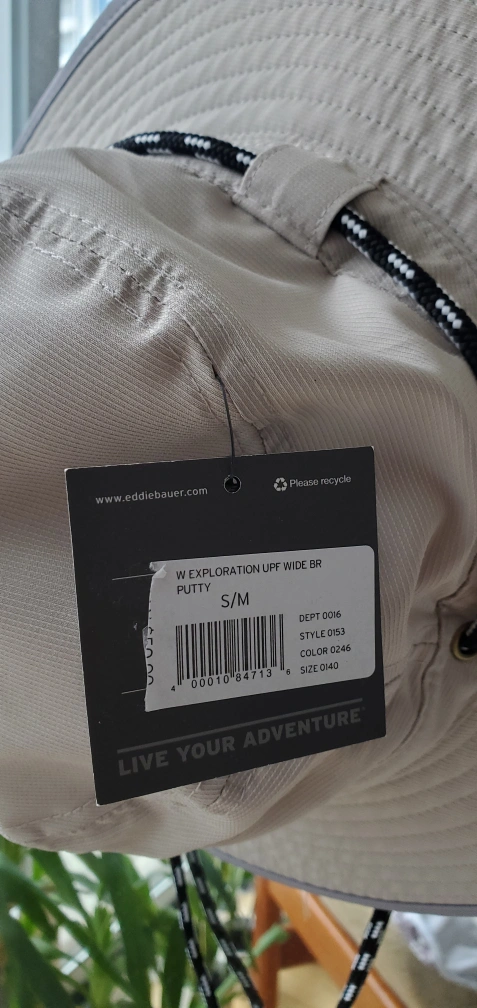 www.eddiebauer.com
Please recycle
W EXPLORATION UPF WIDE BR
PUTTY
S/M
DEPT 0016
STYLE 0153
COLOR 0246
SIZE 0140
4 00010 84713 6
LIVE YOUR ADVENTURE